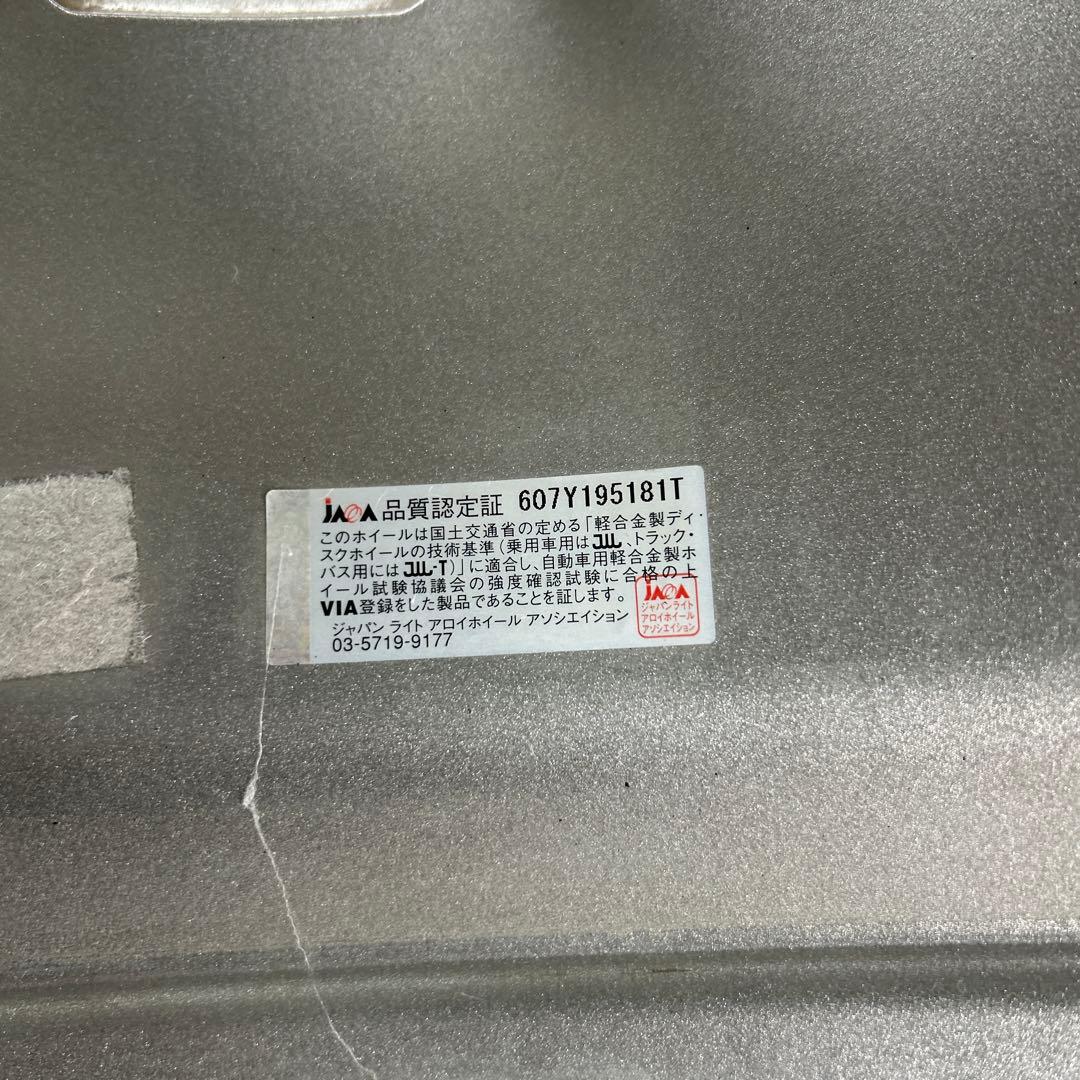 JAWA 品質認定証 607Y195181T
このホイールは国土交通省の定める「軽合金製ディ・
スクホイールの技術基準(乗用車用はJWL、トラック・
バス用にはJWL-T)」に適合し、自動車用軽合金製ホ
イール試験協議会の強度確認試験に合格の上
VIA登録をした製品であることを証します。
ジャパン ライト アロイホイール アソシエイション
03-5719-9177
JAWA
ジャパンライト
アロイホイール
アソシエイション